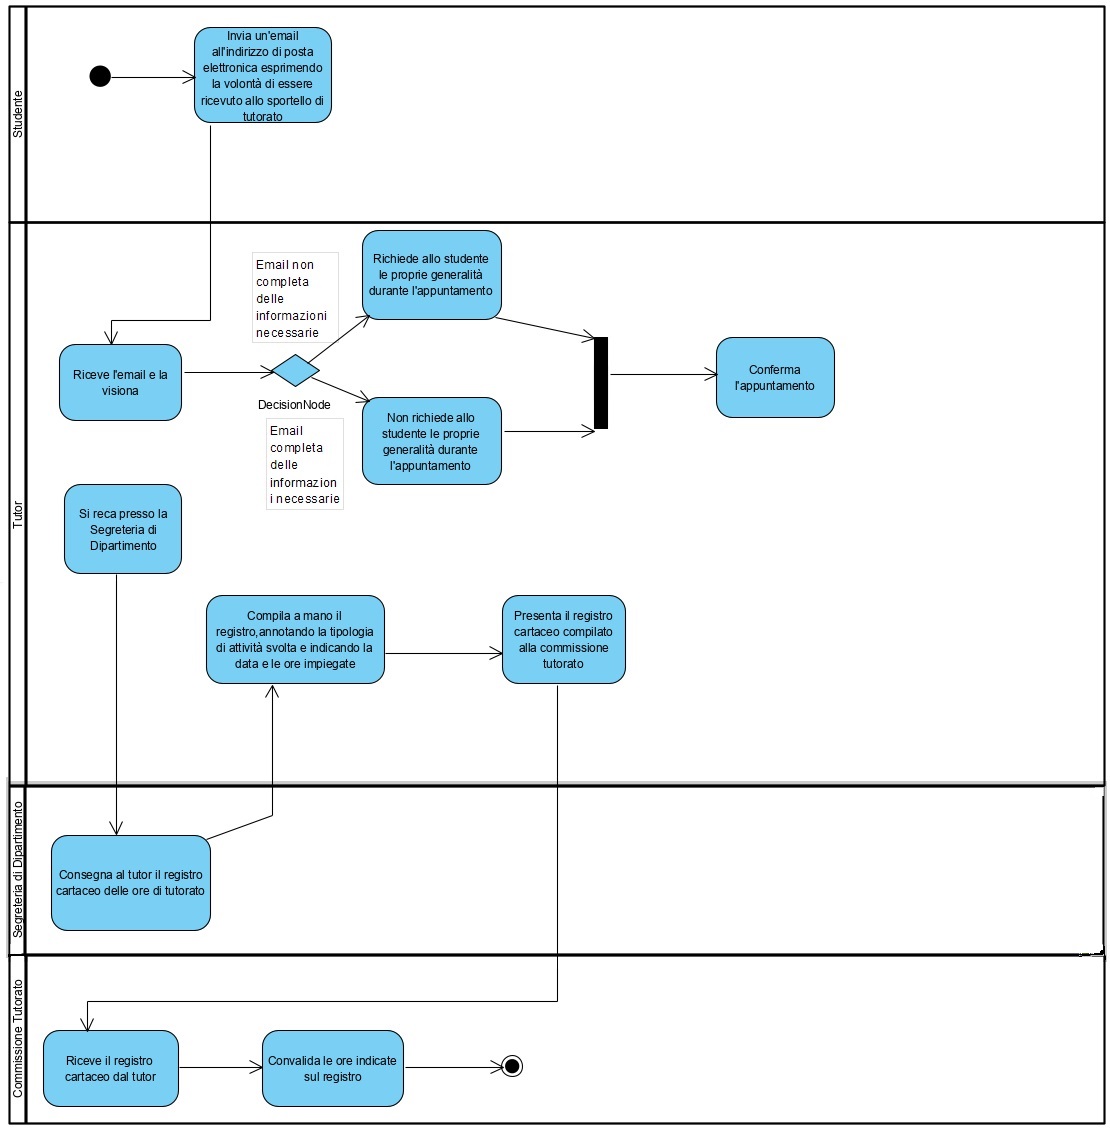 Studente
Invia un'email
all'indirizzo di posta
elettronica esprimendo
la volontà di essere
ricevuto allo sportello di
tutorato
Tutor
Richiede allo studente
le proprie generalità
durante l'appuntamento
Email non
completa
delle
informazioni
necessarie
Riceve l'email e la
visiona
DecisionNode
Conferma
l'appuntamento
Non richiede allo
studente le proprie
generalità durante
l'appuntamento
Email
completa
delle
informazion
i necessarie
Si reca presso la
Segreteria di
Dipartimento
Compila a mano il
registro,annotando la tipologia
di attività svolta e indicando la
data e le ore impiegate
Presenta il registro
cartaceo compilato
alla commissione
tutorato
Segreteria di Dipartimento
Consegna al tutor il registro
cartaceo delle ore di tutorato
Commissione Tutorato
Riceve il registro
cartaceo dal tutor
Convalida le ore indicate
sul registro